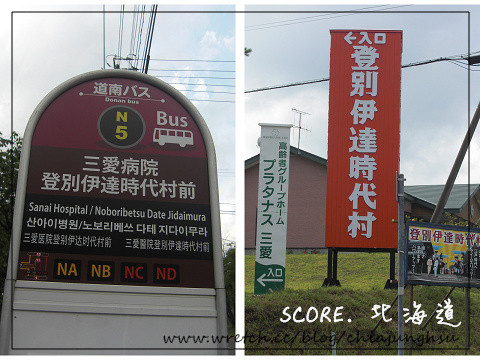 道南バス
Donan bus
N
5
Bus
三愛病院
登別伊達時代村前
Sanai Hospital / Noboribetsu Date Jidaimura
산아이병원/노보리베쓰 다테 지다이무라
三爱医院登别伊达时代村前 三愛醫院登別伊達時代村前
NA NB NC ND
←入口
登別伊達時代村
高齢者グループホーム
プラタナス三愛
←入口
登別伊達時代村
SCORE. 北海道
www.wretch.cc/blog/chtajunghsu